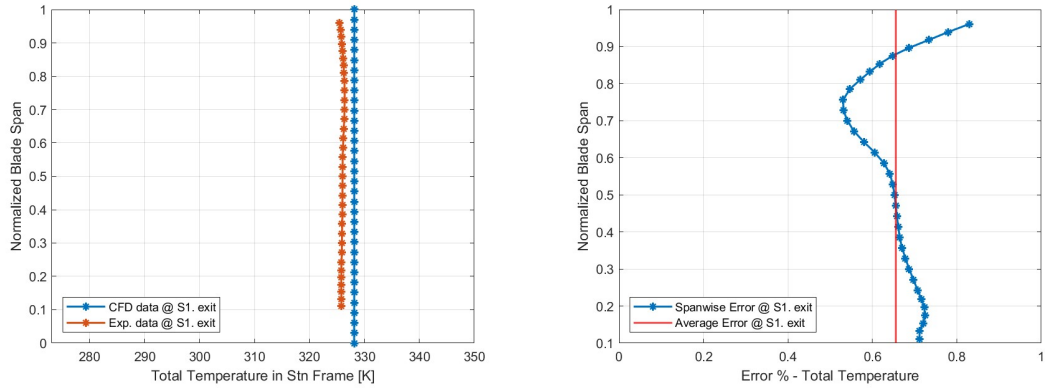 1
0.9
0.8
0.7
0.6
0.5
0.4
0.3
0.2
0.1
0
Normalized Blade Span
CFD data @ S1. exit
Exp. data @ S1. exit
280 290 300 310 320 330 340 350
Total Temperature in Stn Frame [K]
1
0.9
0.8
0.7
0.6
0.5
0.4
0.3
0.2
0.1
Normalized Blade Span
Spanwise Error @ S1. exit
Average Error @ S1. exit
0 0.2 0.4 0.6 0.8 1
Error % - Total Temperature